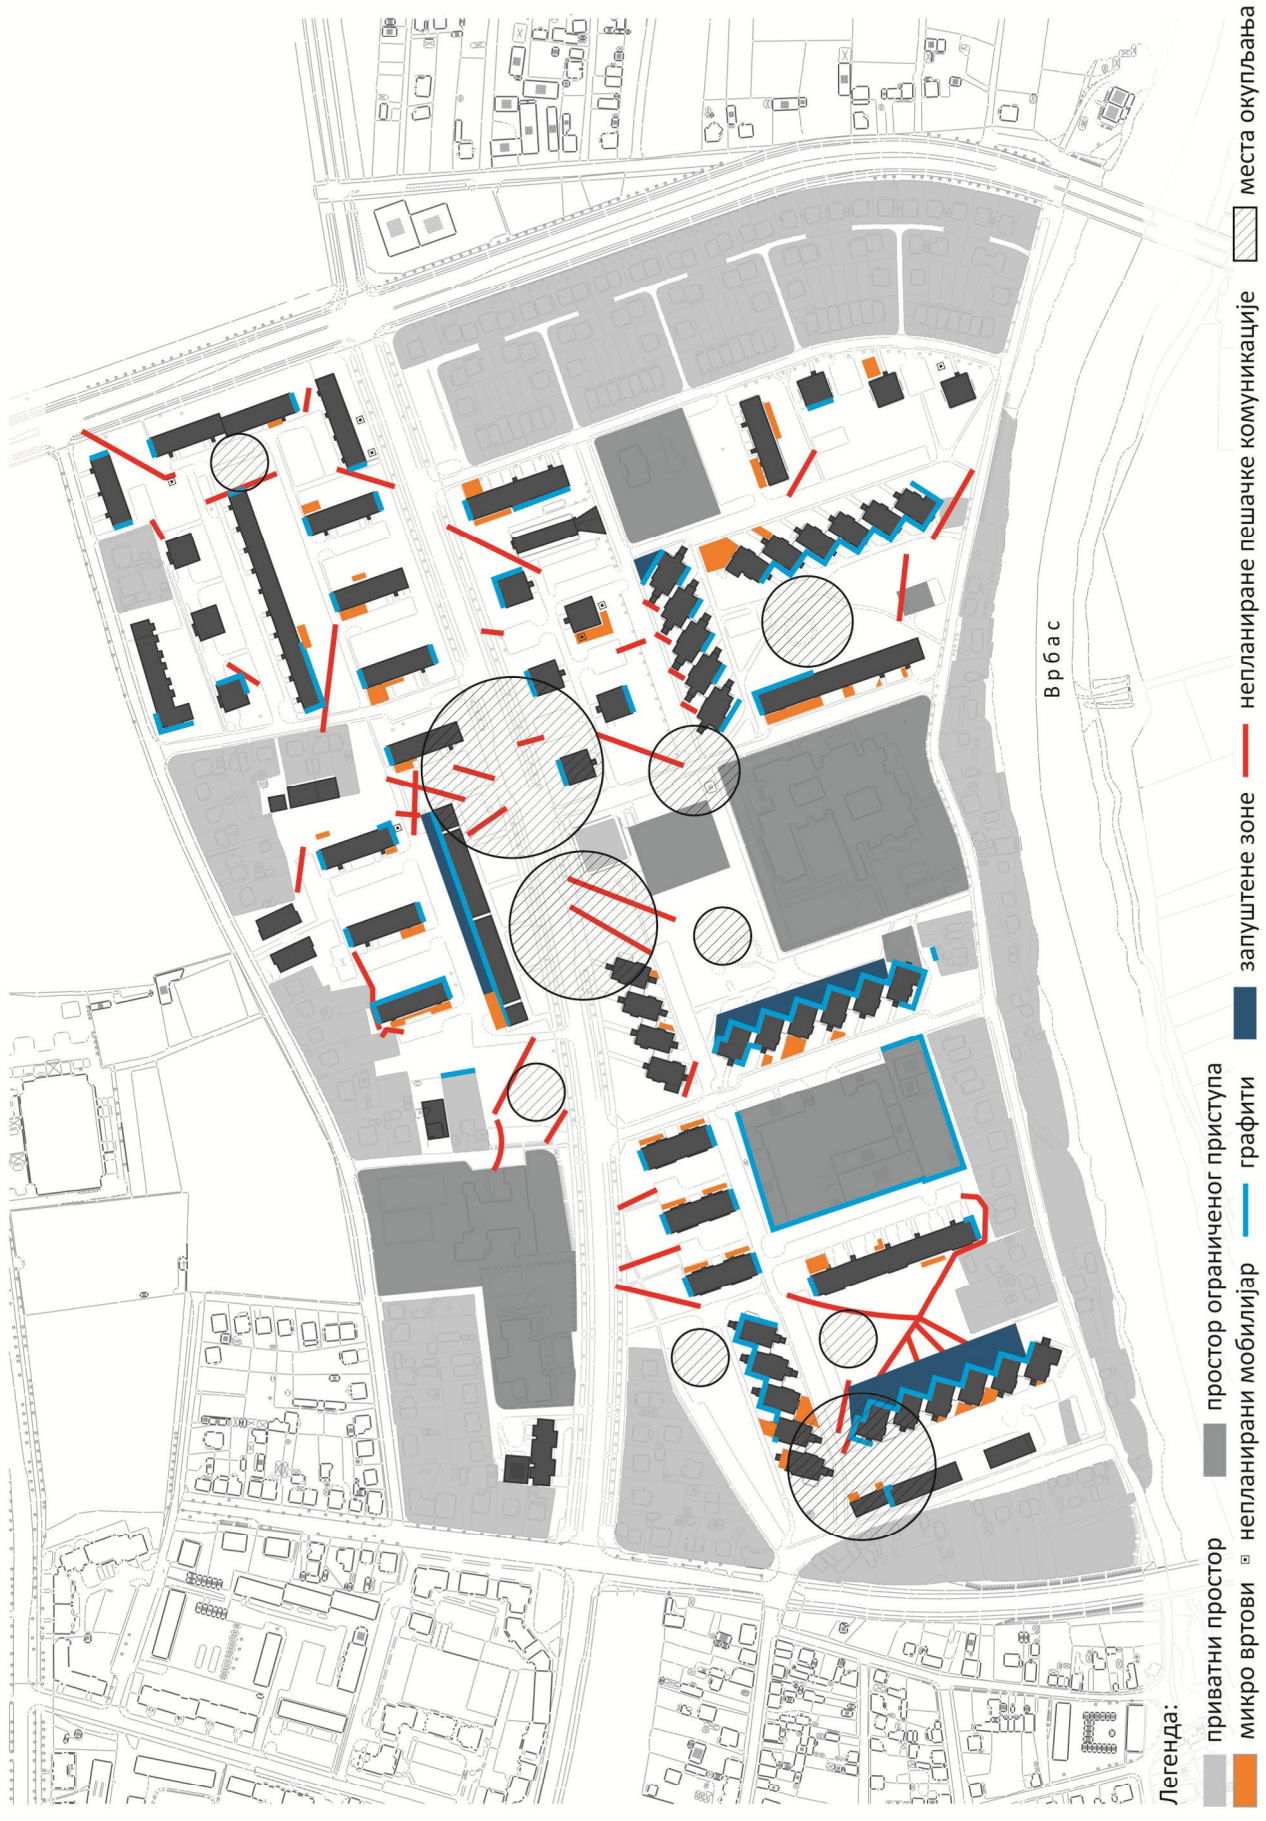 Врбас
Легенда:
приватни простор простор ограниченог приступа запуштене зоне непланиране пешачке комуникације места окупљања
микро вртови непланирани мобилијар графити